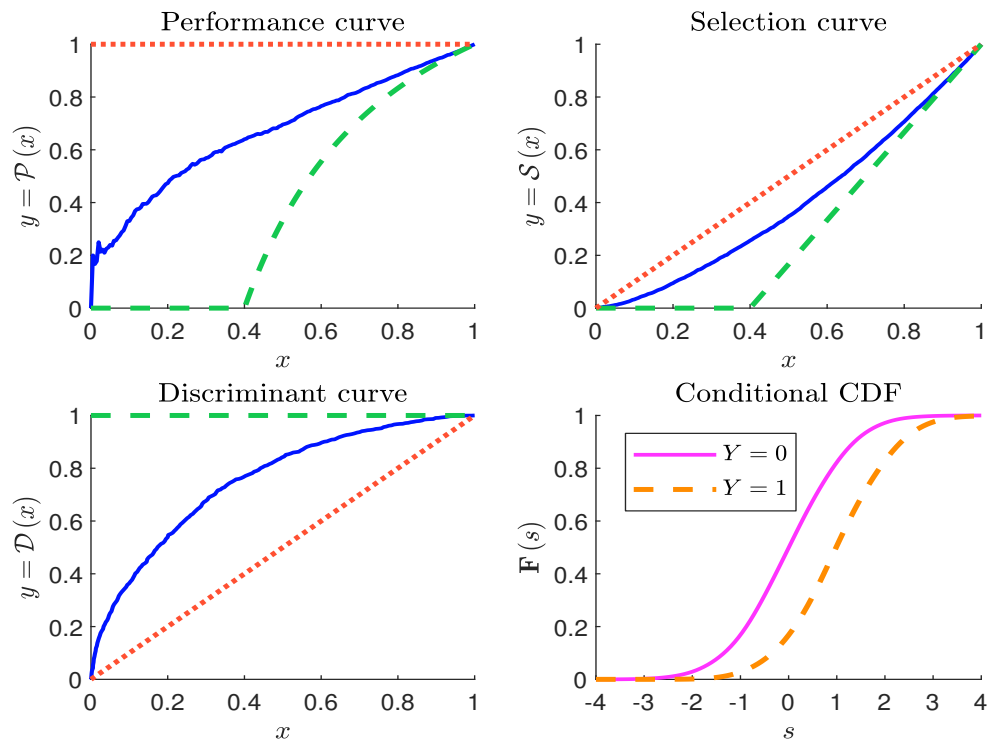 Performance curve
y = P (x)
1
0.8
0.6
0.4
0.2
0
0 0.2 0.4 0.6 0.8 1
x
Selection curve
y = S (x)
1
0.8
0.6
0.4
0.2
0
0 0.2 0.4 0.6 0.8 1
x
Discriminant curve
y = D (x)
1
0.8
0.6
0.4
0.2
0
0 0.2 0.4 0.6 0.8 1
x
Conditional CDF
F (s)
1
0.8
0.6
0.4
0.2
0
Y = 0
Y = 1
-4 -3 -2 -1 0 1 2 3 4
s